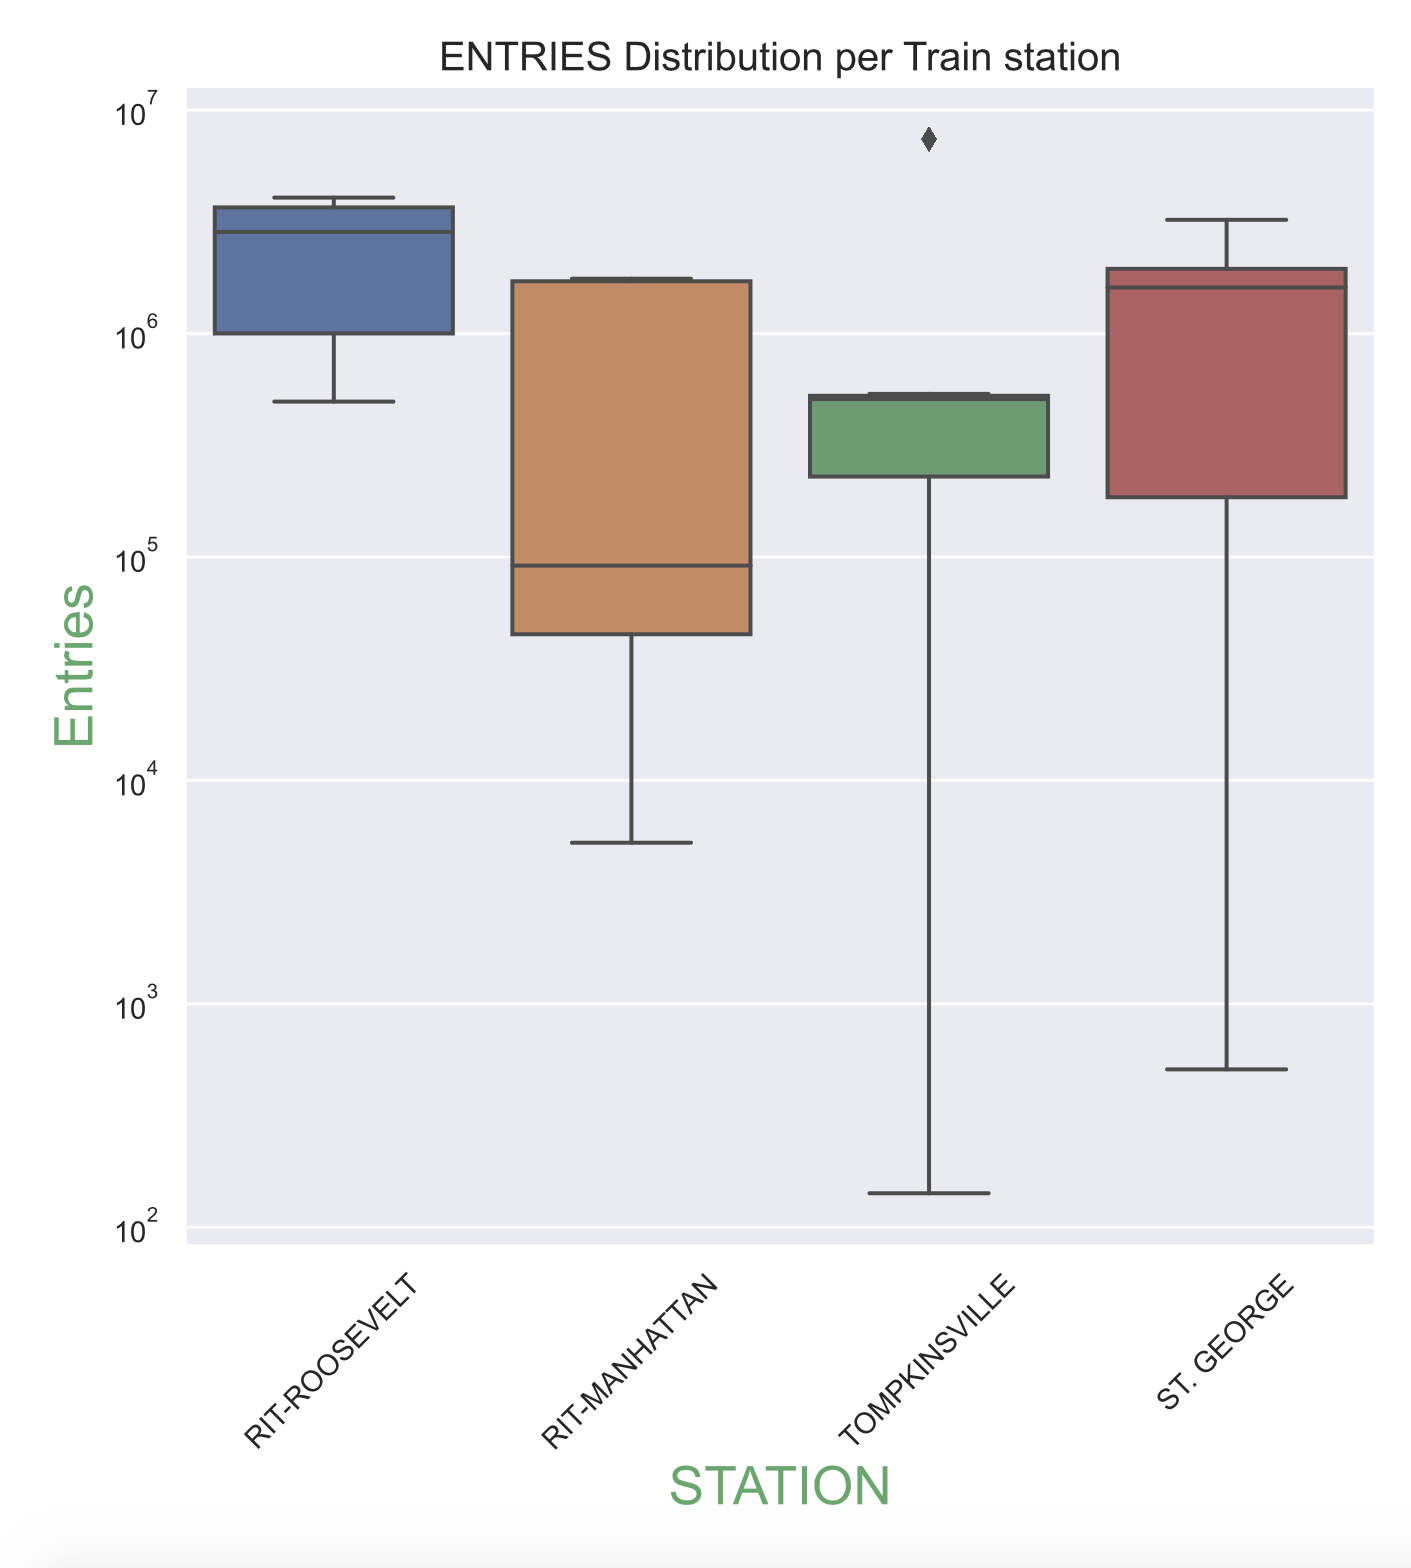 ENTRIES Distribution per Train station
10^7
10^6
10^5
10^4
10^3
10^2
Entries
RIT-ROOSEVELT
RIT-MANHATTAN
TOMPKINSVILLE
ST. GEORGE
STATION